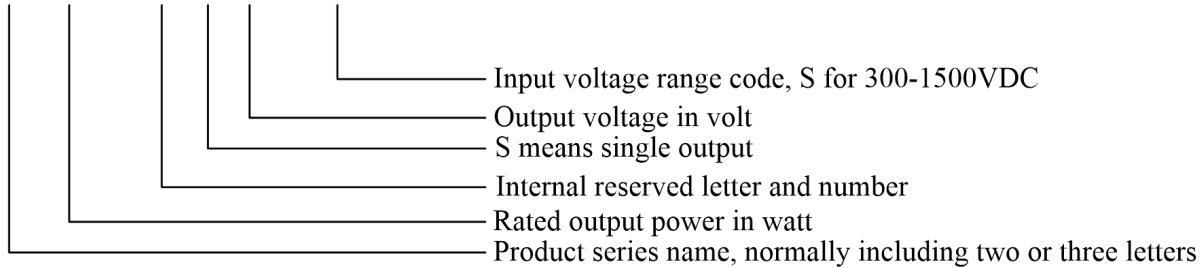 Input voltage range code, S for 300-1500VDC
Output voltage in volt
S means single output
Internal reserved letter and number
Rated output power in watt
Product series name, normally including two or three letters